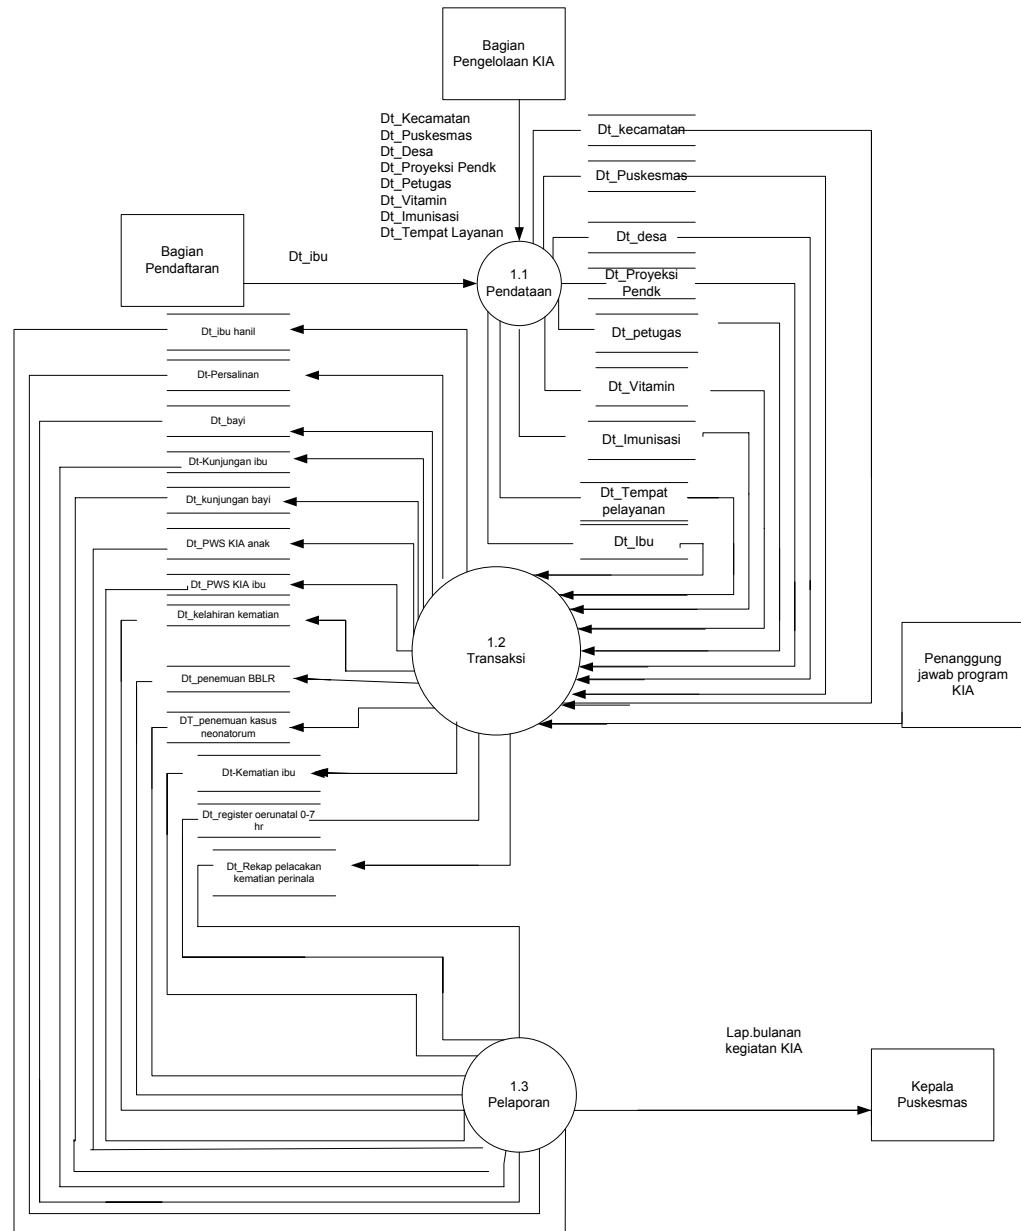 Bagian
Pengelolaan KIA
Dt_Kecamatan
Dt_Puskesmas
Dt_Desa
Dt_Proyeksi Pendk
Dt_Petugas
Dt_Vitamin
Dt_Imunisasi
Dt_Tempat Layanan
Dt_kecamatan
Dt_Puskesmas
Dt_desa
Dt_Proyeksi
Pendk
Dt_petugas
Dt_Vitamin
Dt_Imunisasi
Dt_Tempat
pelayanan
Dt_Ibu
Bagian
Pendaftaran
Dt_ibu
1.1
Pendataan
Dt_ibu hanil
Dt-Persalinan
Dt_bayi
Dt-Kunjungan ibu
Dt_kunjungan bayi
Dt_PWS KIA anak
Dt_PWS KIA ibu
Dt_kelahiran kematian
Dt_penemuan BBLR
DT_penemuan kasus
neonatorum
Dt-Kematian ibu
Dt_register oerunatal 0-7
hr
Dt_Rekap pelacakan
kematian perinala
1.2
Transaksi
Penanggung
jawab program
KIA
1.3
Pelaporan
Lap.bulanan
kegiatan KIA
Kepala
Puskesmas